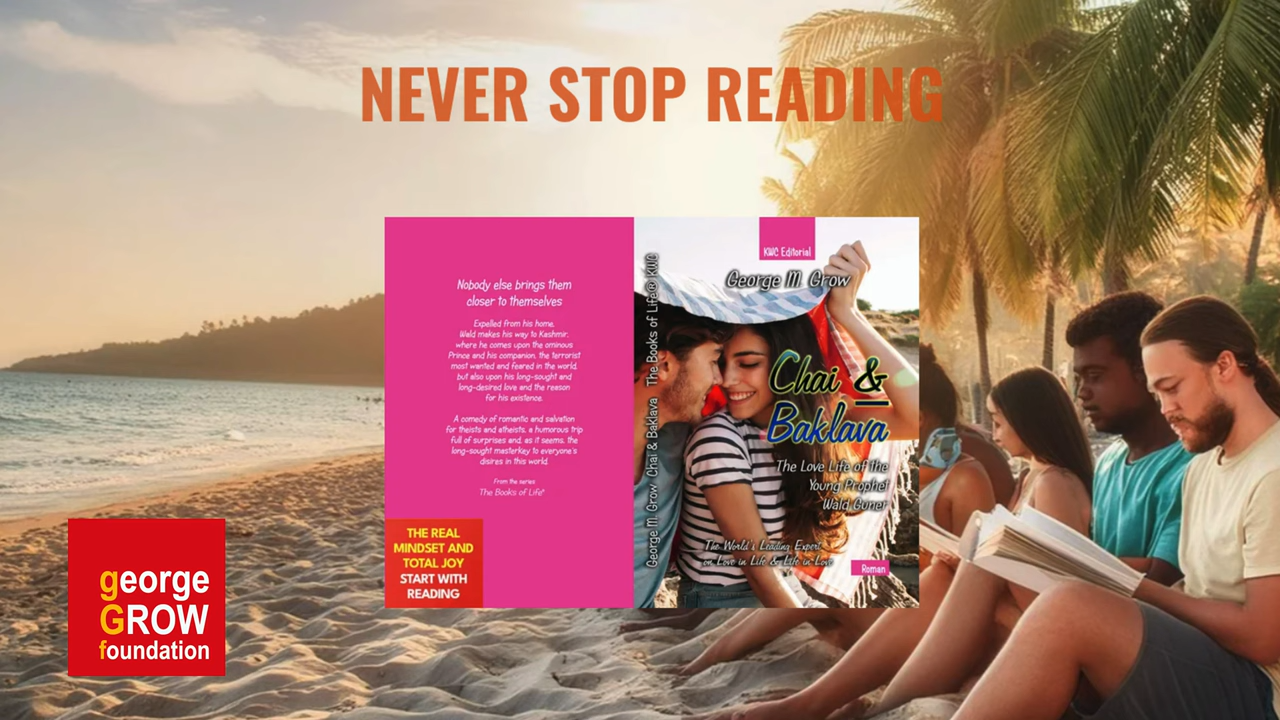 NEVER STOP READING
Nobody else brings them
closer to themselves
Expelled from his home,
Wald makes his way to Kashmir,
where he comes upon the ominous
Prince and his companion, the terrorist
most wanted and feared in the world,
but also upon his long-sought and
long-desired love and the reason
for his existence.
A comedy of romantic and salvation
for theists and atheists, a humorous trip
full of surprises and, as it seems, the
long-sought masterkey to everyone's
disires in this world.
From the series
The Books of Life®
THE REAL
MINDSET AND
TOTAL JOY
START WITH
READING
George M. Grow Chai & Baklava The Books of Life® KWC
KWC Editorial
George M. Grow
Chai &
Baklava
The Love Life of the
Young Prophet
Wald Guner
The World's Leading Expert
on Love in Life & Life in Love
Roman
george
GROW
foundation